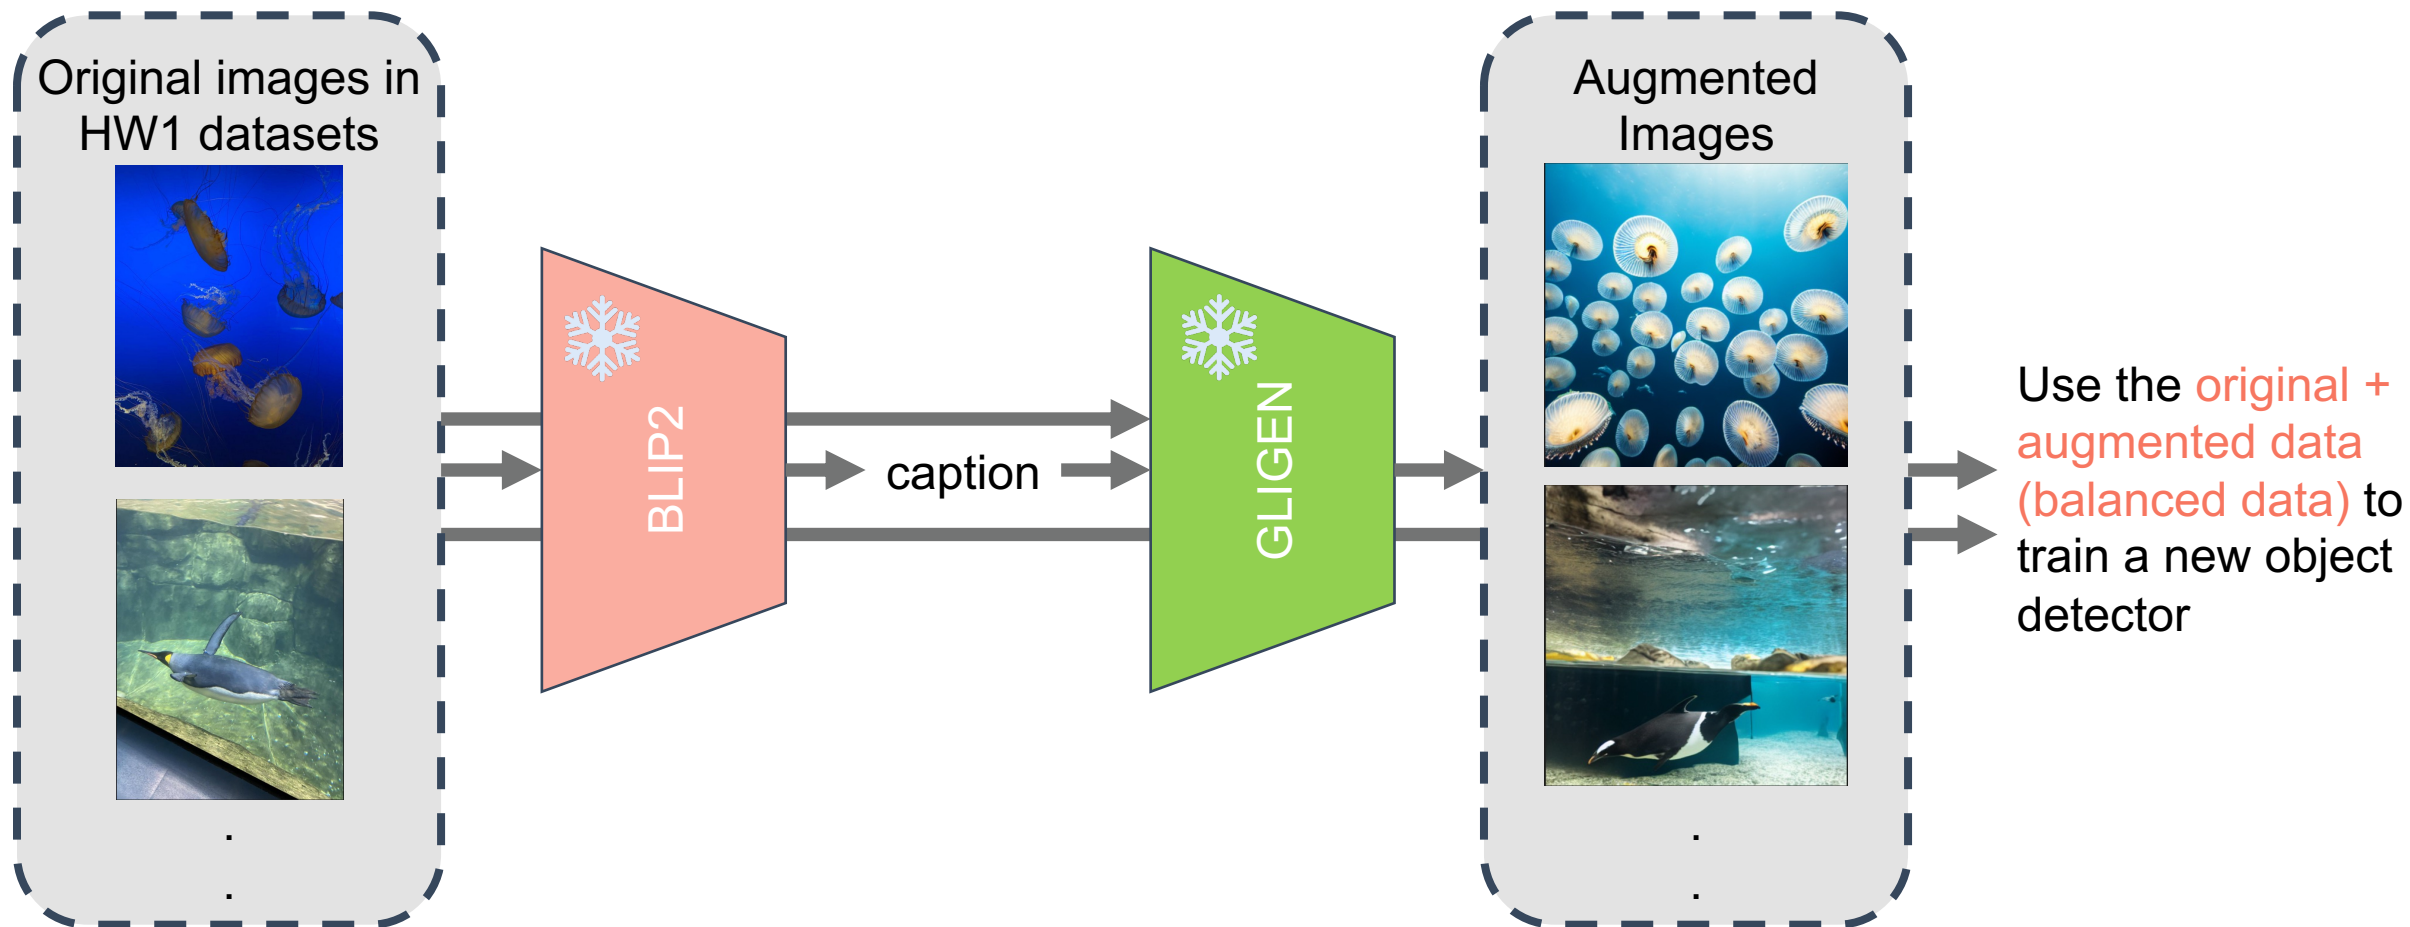 Original images in
HW1 datasets
BLIP2
caption
GLIGEN
Augmented
Images
Use the original +
augmented data
(balanced data) to
train a new object
detector